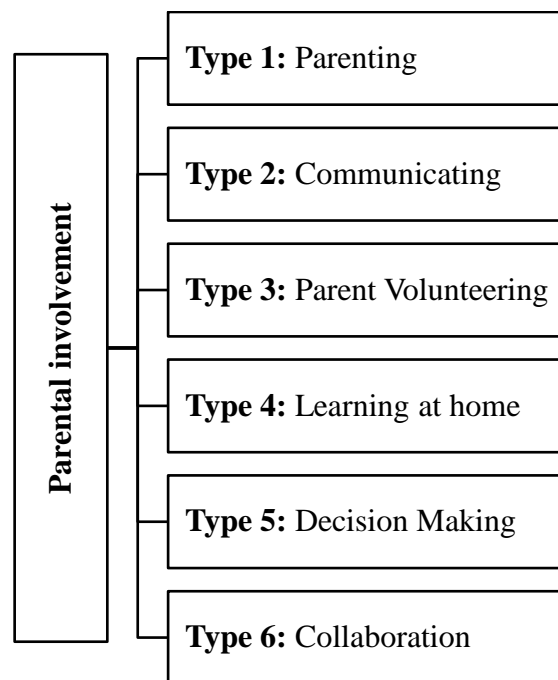 Parental involvement
Type 1: Parenting
Type 2: Communicating
Type 3: Parent Volunteering
Type 4: Learning at home
Type 5: Decision Making
Type 6: Collaboration